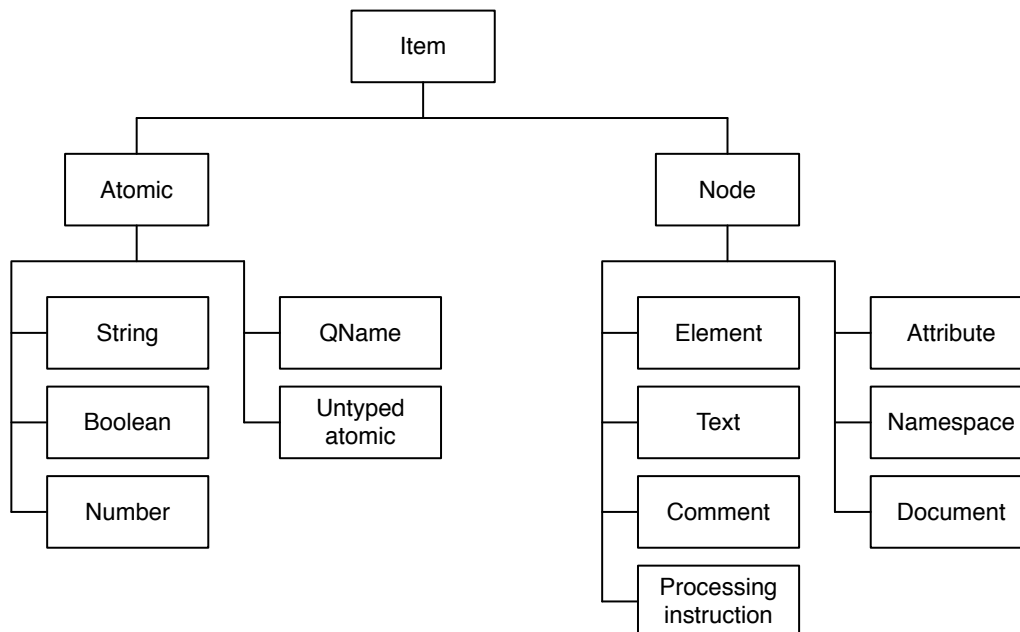 Item
Atomic
Node
String
QName
Element
Attribute
Boolean
Untyped
atomic
Text
Namespace
Number
Comment
Document
Processing
instruction